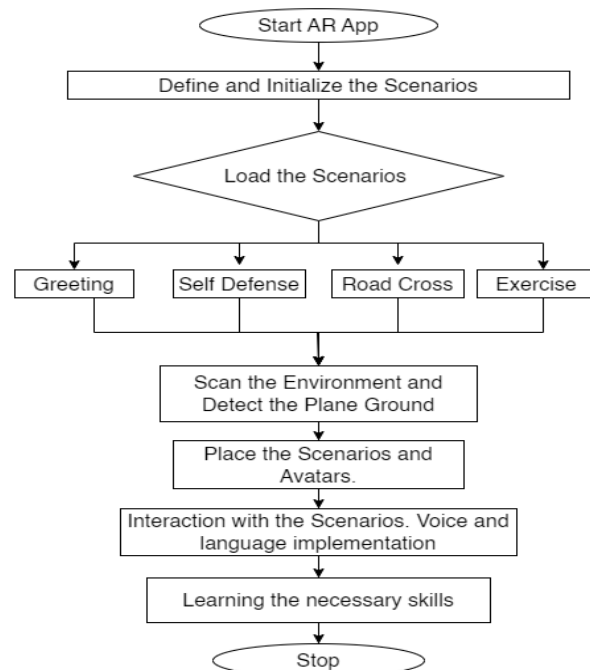 Start AR App
Define and Initialize the Scenarios
Load the Scenarios
Greeting
Self Defense
Road Cross
Exercise
Scan the Environment and
Detect the Plane Ground
Place the Scenarios and
Avatars.
Interaction with the Scenarios. Voice and
language implementation
Learning the necessary skills
Stop